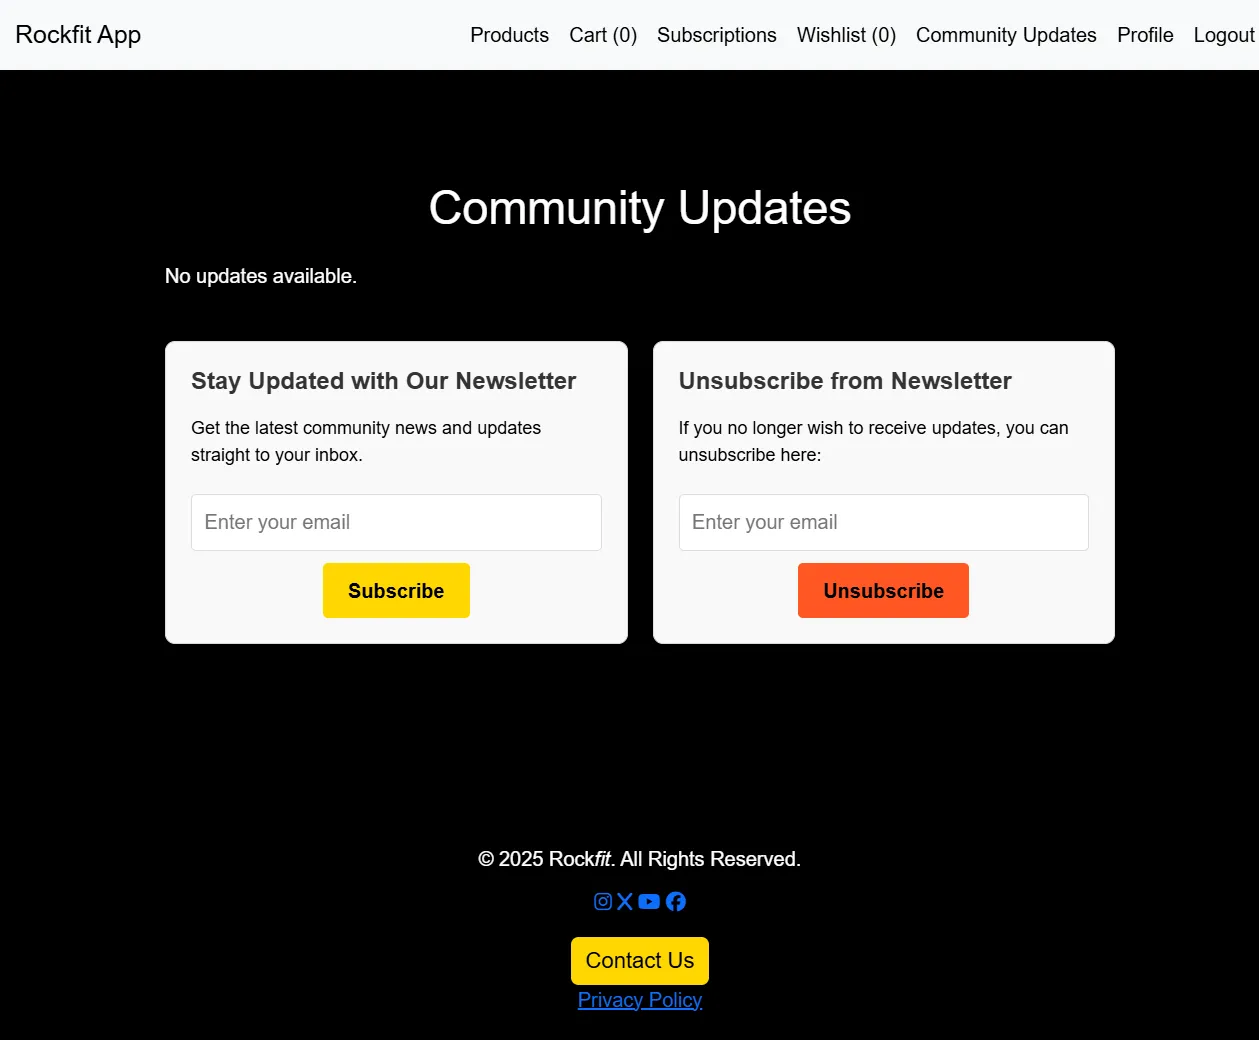 Rockfit App
Products Cart (0) Subscriptions Wishlist (0) Community Updates Profile Logout
Community Updates
No updates available.
Stay Updated with Our Newsletter
Get the latest community news and updates
straight to your inbox.
Enter your email
Subscribe
Unsubscribe from Newsletter
If you no longer wish to receive updates, you can
unsubscribe here:
Enter your email
Unsubscribe
© 2025 Rockfit. All Rights Reserved.
Contact Us
Privacy Policy